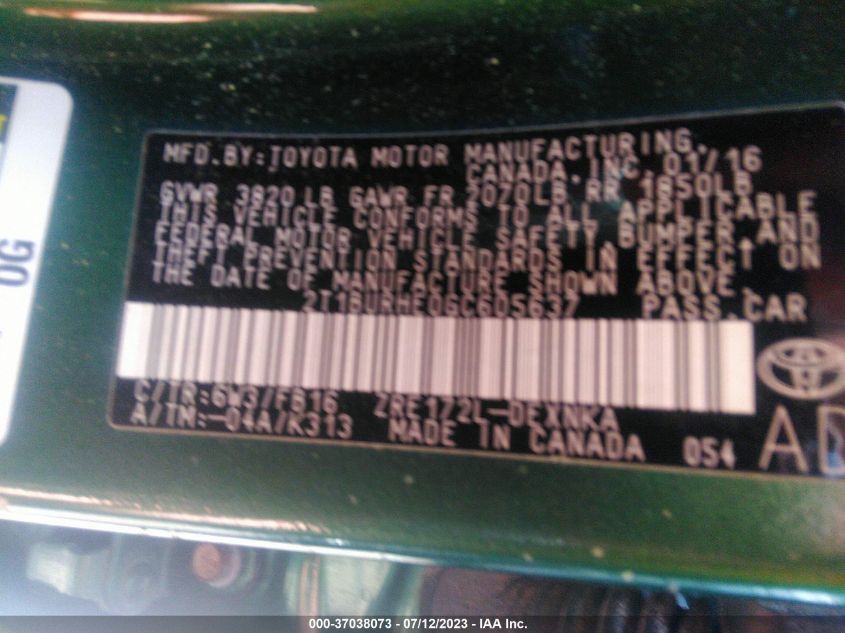 MFD.BY:TOYOTA MOTOR MANUFACTURING,
CANADA, INC. 01/16
GVWR 3820 LB GAWR FR 2070LB RR 1850LB
THIS VEHICLE CONFORMS TO ALL APPLICABLE
FEDERAL MOTOR VEHICLE SAFETY, BUMPER AND
THEFT PREVENTION STANDARDS IN EFFECT ON
THE DATE OF MANUFACTURE SHOWN ABOVE.
2T1BURHE0GC605637 PASS.CAR
C/TR:6W3/FB16 ZRE172L-DEXNKA
A/TM:-04A/K313 MADE IN CANADA 054
AD
OG
000-37038073 - 07/12/2023 - IAA Inc.